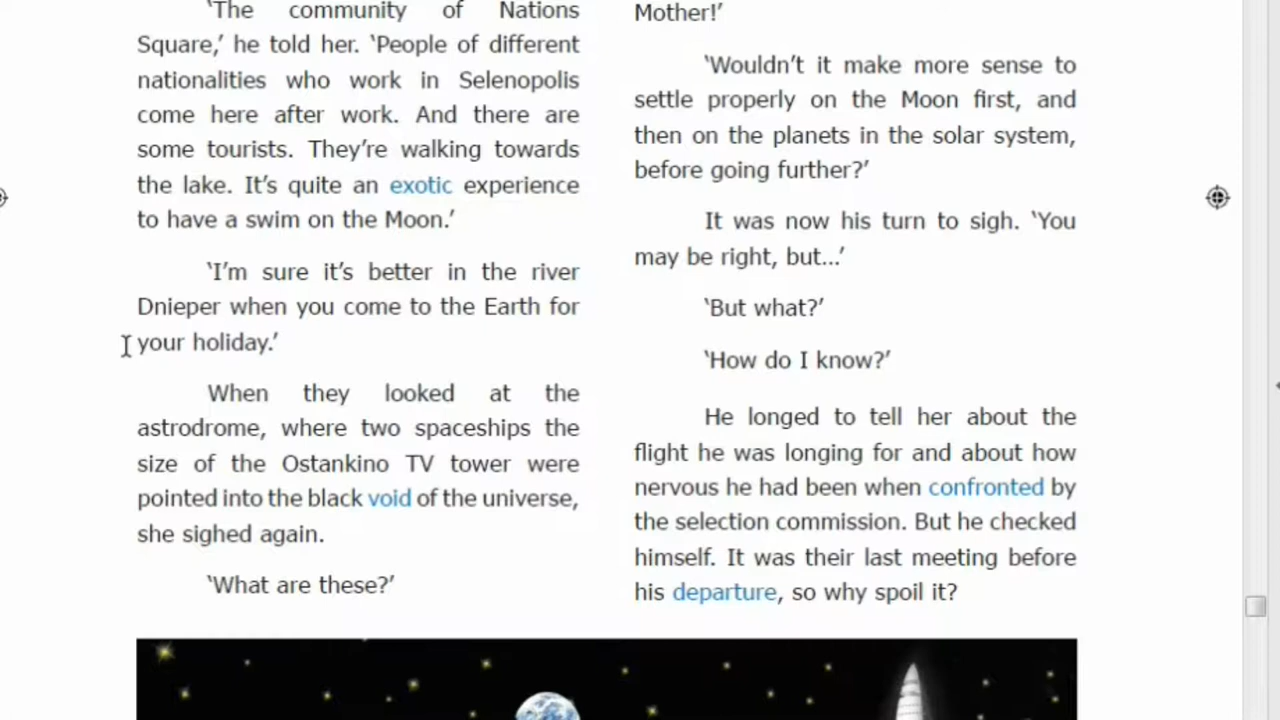 ‘The community of Nations
Square,’ he told her. ‘People of different
nationalities who work in Selenopolis
come here after work. And there are
some tourists. They’re walking towards
the lake. It’s quite an exotic experience
to have a swim on the Moon.’
‘I’m sure it’s better in the river
Dnieper when you come to the Earth for
your holiday.’
When they looked at the
astrodrome, where two spaceships the
size of the Ostankino TV tower were
pointed into the black void of the universe,
she sighed again.
‘What are these?’
Mother!’
‘Wouldn’t it make more sense to
settle properly on the Moon first, and
then on the planets in the solar system,
before going further?’
It was now his turn to sigh. ‘You
may be right, but...’
‘But what?’
‘How do I know?’
He longed to tell her about the
flight he was longing for and about how
nervous he had been when confronted by
the selection commission. But he checked
himself. It was their last meeting before
his departure, so why spoil it?